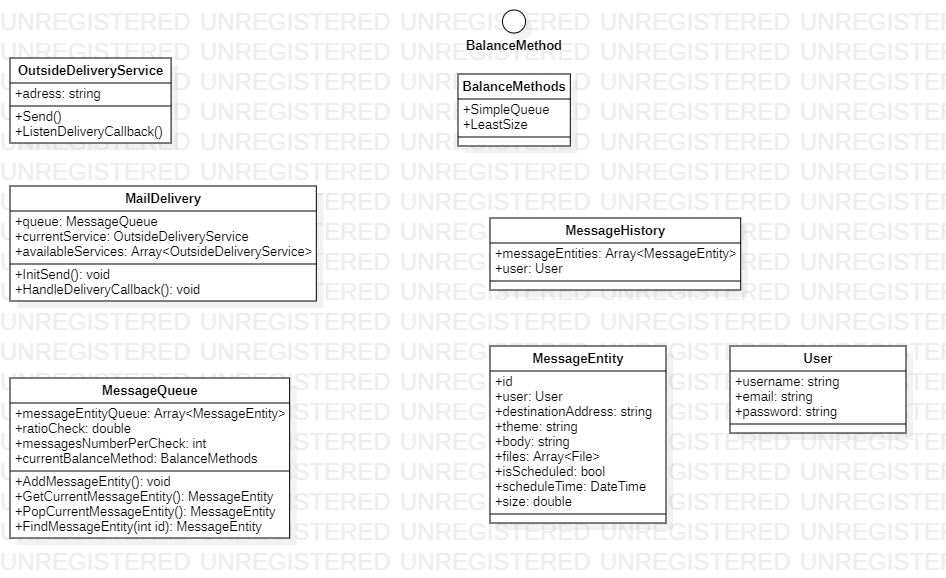 UNREGISTERED UNREGISTERED UNREGISTERED UNREGISTERED UNREGISTERED
BalanceMethod
OutsideDeliveryService
+adress: string
+Send()
+ListenDeliveryCallback()
BalanceMethods
+SimpleQueue
+LeastSize
MailDelivery
+queue: MessageQueue
+currentService: OutsideDeliveryService
+availableServices: Array<OutsideDeliveryService>
+InitSend(): void
+HandleDeliveryCallback(): void
MessageHistory
+messageEntities: Array<MessageEntity>
+user: User
MessageQueue
+messageEntityQueue: Array<MessageEntity>
+ratioCheck: double
+messagesNumberPerCheck: int
+currentBalanceMethod: BalanceMethods
+AddMessageEntity(): void
+GetCurrentMessageEntity(): MessageEntity
+PopCurrentMessageEntity(): MessageEntity
+FindMessageEntity(int id): MessageEntity
MessageEntity
+id
+user: User
+destinationAddress: string
+theme: string
+body: string
+files: Array<File>
+isScheduled: bool
+scheduleTime: DateTime
+size: double
User
+username: string
+email: string
+password: string